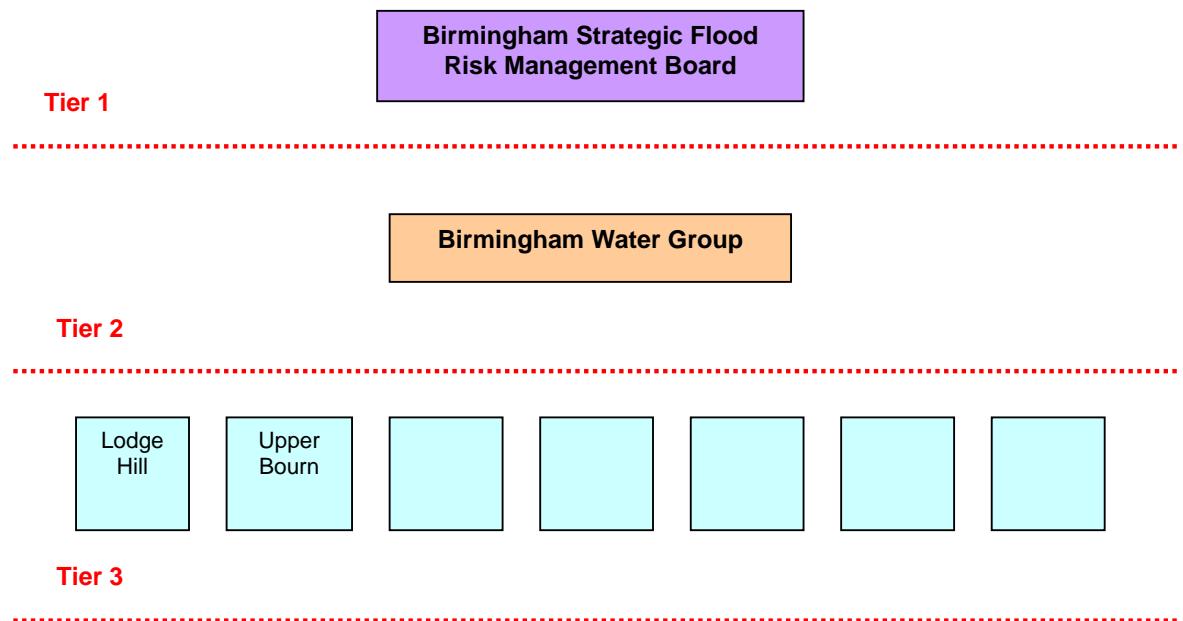 Birmingham Strategic Flood
Risk Management Board
Tier 1
Birmingham Water Group
Tier 2
Lodge
Hill
Upper
Bourn
Tier 3